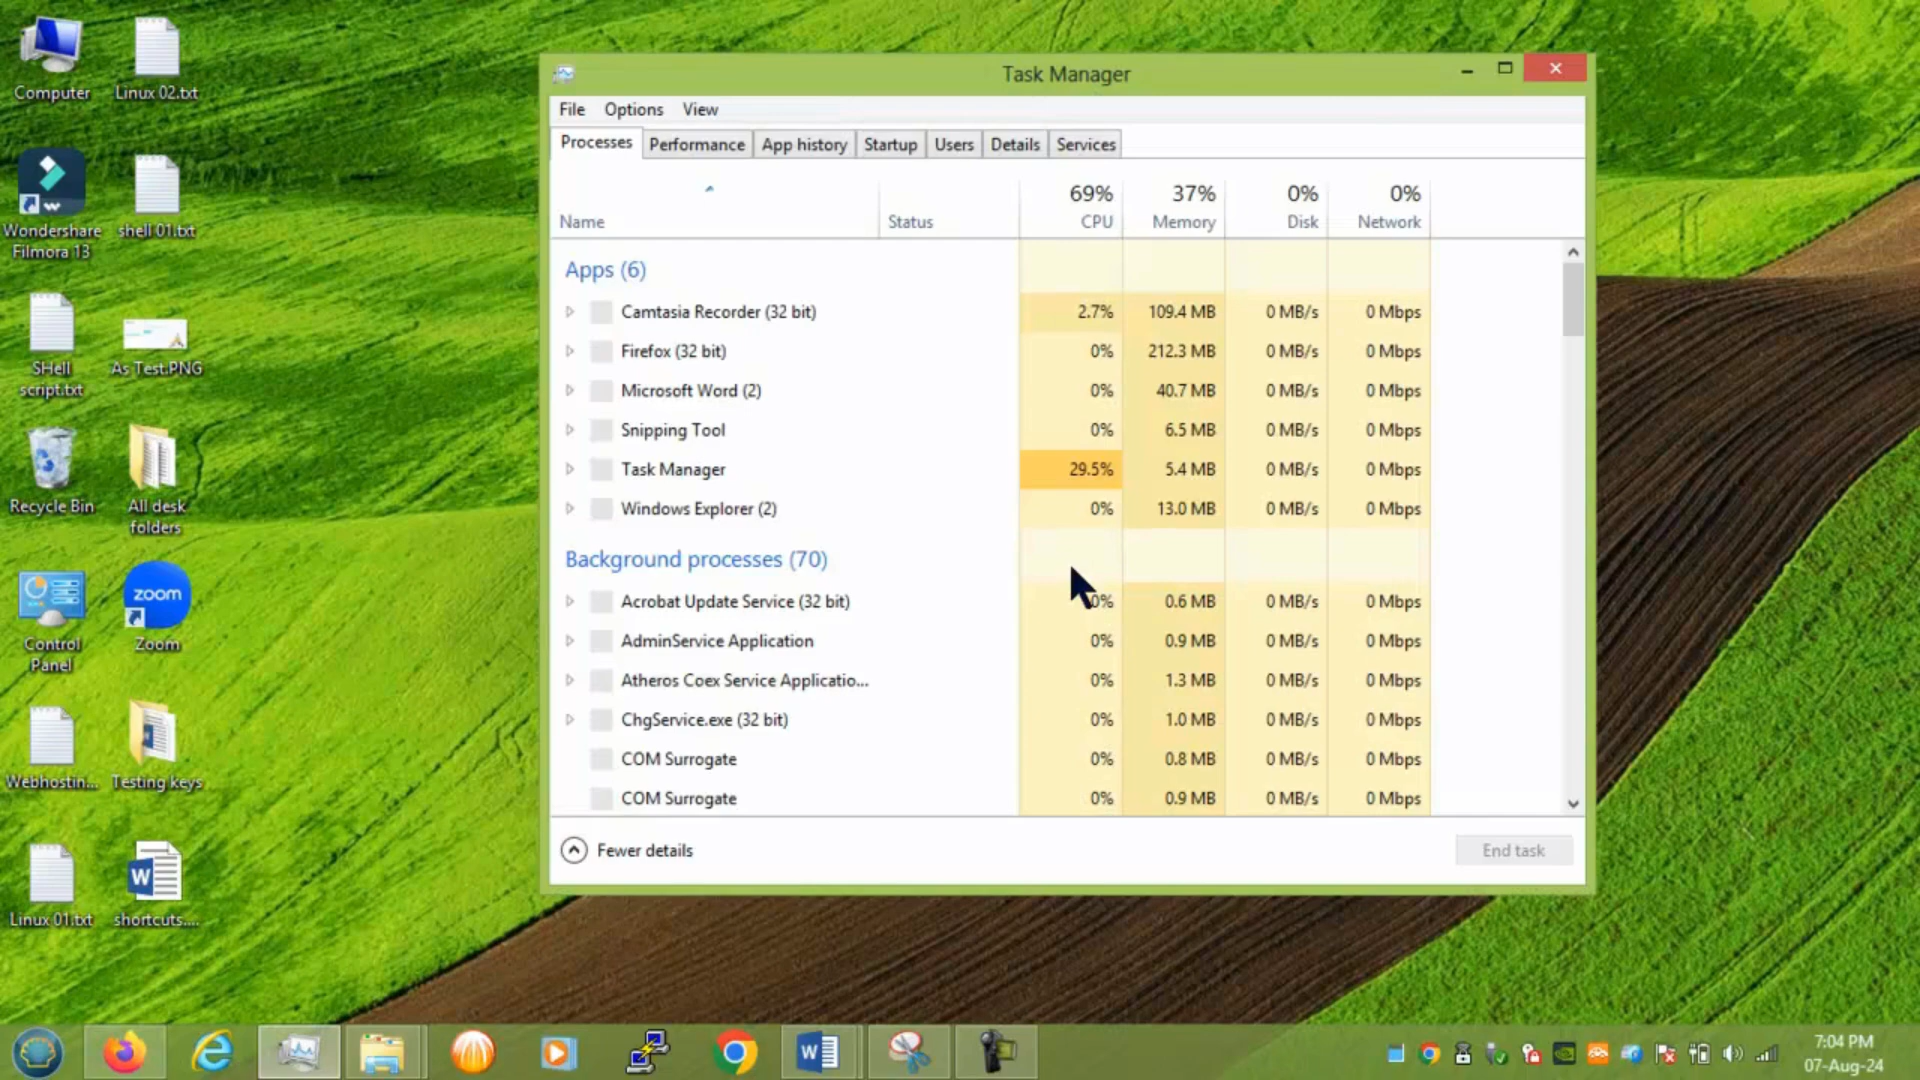 Computer
Linux 02.txt
Wondershare
Filmora 13
shell 01.txt
SHell
script.txt
As Test.PNG
Recycle Bin
All desk
folders
Control
Panel
zoom
Zoom
Webhostin...
Testing keys
Linux 01.txt
W
shortcuts....
Task Manager
File Options View
Processes Performance App history Startup Users Details Services
69% 37% 0% 0%
Name Status CPU Memory Disk Network
Apps (6)
Camtasia Recorder (32 bit) 2.7% 109.4 MB 0 MB/s 0 Mbps
Firefox (32 bit) 0% 212.3 MB 0 MB/s 0 Mbps
Microsoft Word (2) 0% 40.7 MB 0 MB/s 0 Mbps
Snipping Tool 0% 6.5 MB 0 MB/s 0 Mbps
Task Manager 29.5% 5.4 MB 0 MB/s 0 Mbps
Windows Explorer (2) 0% 13.0 MB 0 MB/s 0 Mbps
Background processes (70)
Acrobat Update Service (32 bit) 0% 0.6 MB 0 MB/s 0 Mbps
AdminService Application 0% 0.9 MB 0 MB/s 0 Mbps
Atheros Coex Service Applicatio... 0% 1.3 MB 0 MB/s 0 Mbps
ChgService.exe (32 bit) 0% 1.0 MB 0 MB/s 0 Mbps
COM Surrogate 0% 0.8 MB 0 MB/s 0 Mbps
COM Surrogate 0% 0.9 MB 0 MB/s 0 Mbps
Fewer details End task
W
7:04 PM
07-Aug-24